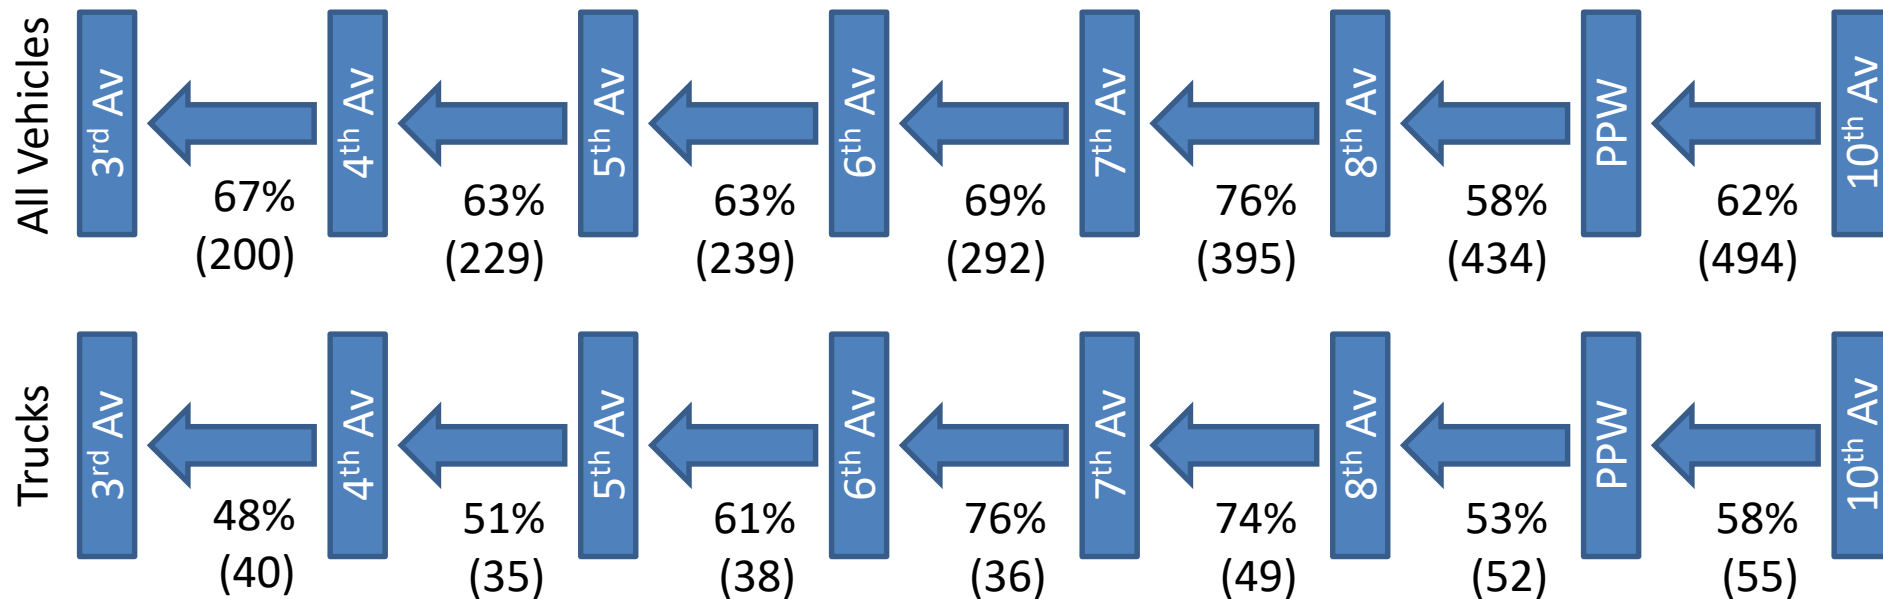 All Vehicles
3rd Av
4th Av
5th Av
6th Av
7th Av
8th Av
PPW
10th Av
67%
(200)
63%
(229)
63%
(239)
69%
(292)
76%
(395)
58%
(434)
62%
(494)
Trucks
3rd Av
4th Av
5th Av
6th Av
7th Av
8th Av
PPW
10th Av
48%
(40)
51%
(35)
61%
(38)
76%
(36)
74%
(49)
53%
(52)
58%
(55)